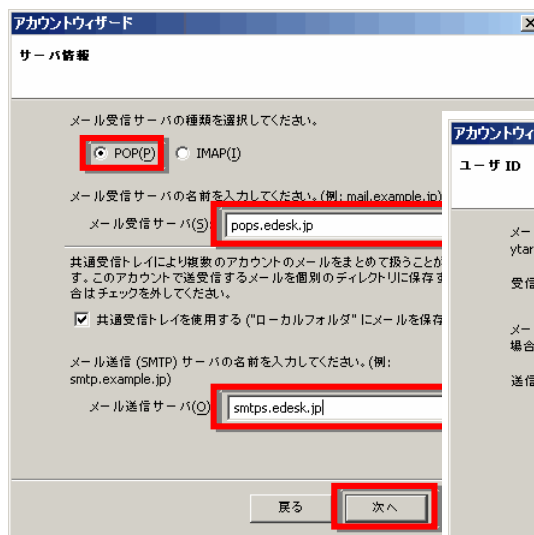 アカウントウィザード
サーバ情報
メール受信サーバの種類を選択してください。
POP(P) IMAP(I)
メール受信サーバの名前を入力してください。(例: mail.example.jp)
メール受信サーバ(S): pops.edesk.jp
共通受信トレイにより複数のアカウントのメールをまとめて扱うことが
す。このアカウントで送受信するメールを個別のディレクトリに保存す
合はチェックを外してください。
共通受信トレイを使用する ("ローカルフォルダ" にメールを保存
メール送信 (SMTP) サーバの名前を入力してください。(例:
smtp.example.jp)
メール送信サーバ(O) smtps.edesk.jp
戻る 次へ
アカウントウィ
ユーザ ID
メー
ytar
受信
メー
場合
送信